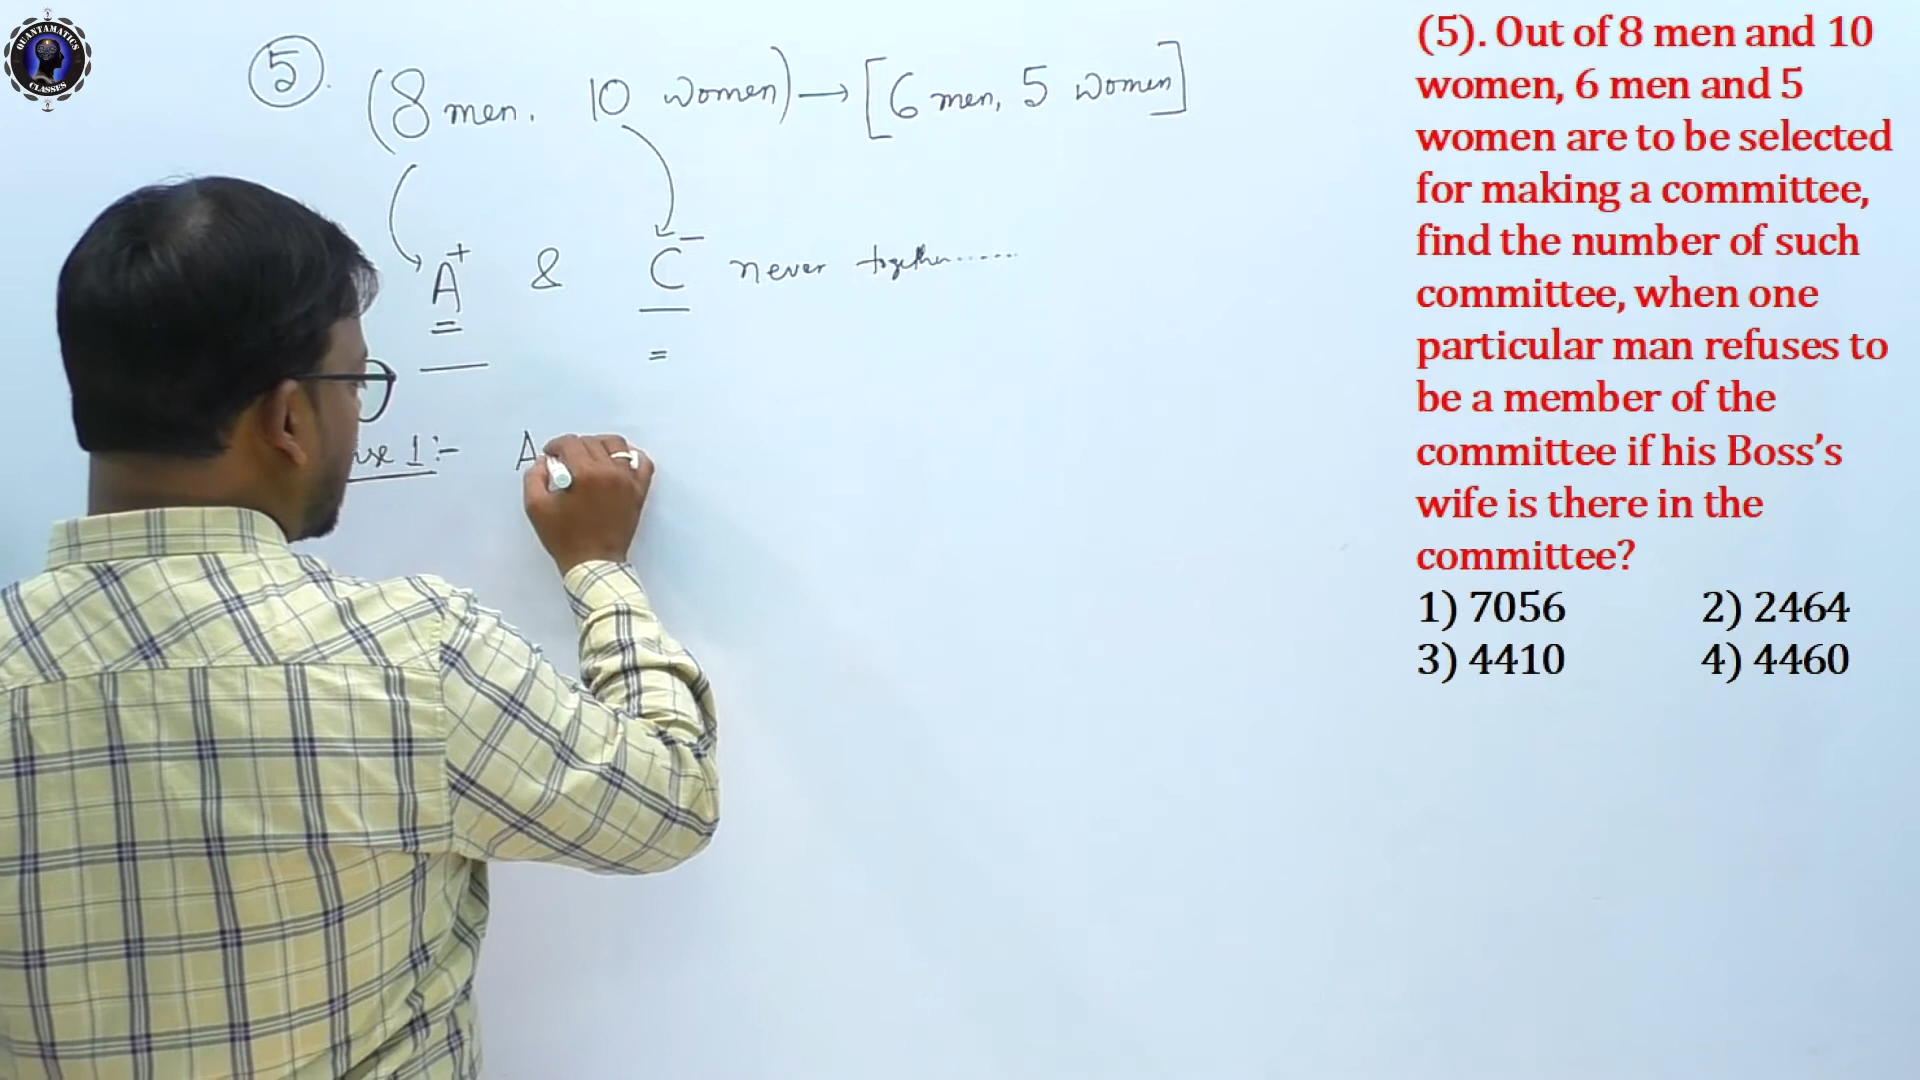 QUANTAMATICS
CLASSES
5.
(8 men, 10 women) → [6 men, 5 women]
A+ & C− never together......
1:- A
(5). Out of 8 men and 10
women, 6 men and 5
women are to be selected
for making a committee,
find the number of such
committee, when one
particular man refuses to
be a member of the
committee if his Boss’s
wife is there in the
committee?
1) 7056 2) 2464
3) 4410 4) 4460